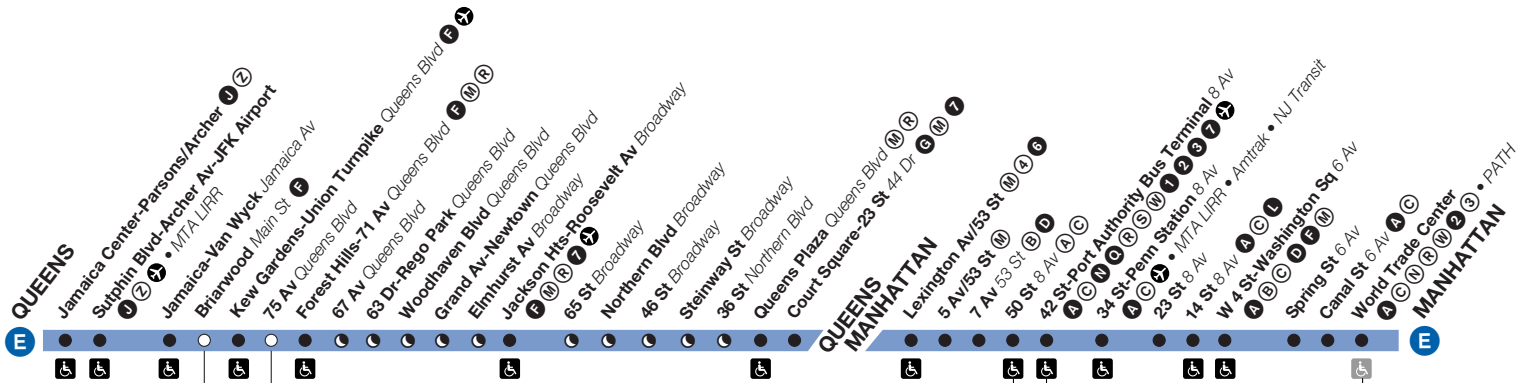 E
QUEENS
Jamaica Center-Parsons/Archer J Z
Sutphin Blvd-Archer Av-JFK Airport
J Z • MTA LIRR
Jamaica-Van Wyck Jamaica Av
Briarwood Main St F
Kew Gardens-Union Turnpike Queens Blvd F
75 Av Queens Blvd
Forest Hills-71 Av Queens Blvd F M R
67 Av Queens Blvd
63 Dr-Rego Park Queens Blvd
Woodhaven Blvd Queens Blvd
Grand Av-Newtown Queens Blvd
Elmhurst Av Broadway
Jackson Hts-Roosevelt Av Broadway
F M R 7
65 St Broadway
Northern Blvd Broadway
46 St Broadway
Steinway St Broadway
36 St Northern Blvd
Queens Plaza Queens Blvd M R
Court Square-23 St 44 Dr G M 7
QUEENS
MANHATTAN
Lexington Av/53 St M 4 6
5 Av/53 St M
7 Av 53 St B D
50 St 8 Av A C
42 St-Port Authority Bus Terminal 8 Av
A C N Q R S W 1 2 3 7
34 St-Penn Station 8 Av
A C • MTA LIRR • Amtrak • NJ Transit
23 St 8 Av
14 St 8 Av A C L
W 4 St-Washington Sq 6 Av
A B C D F M
Spring St 6 Av
Canal St 6 Av A C
World Trade Center
A C N R W 2 3 • PATH
MANHATTAN
E